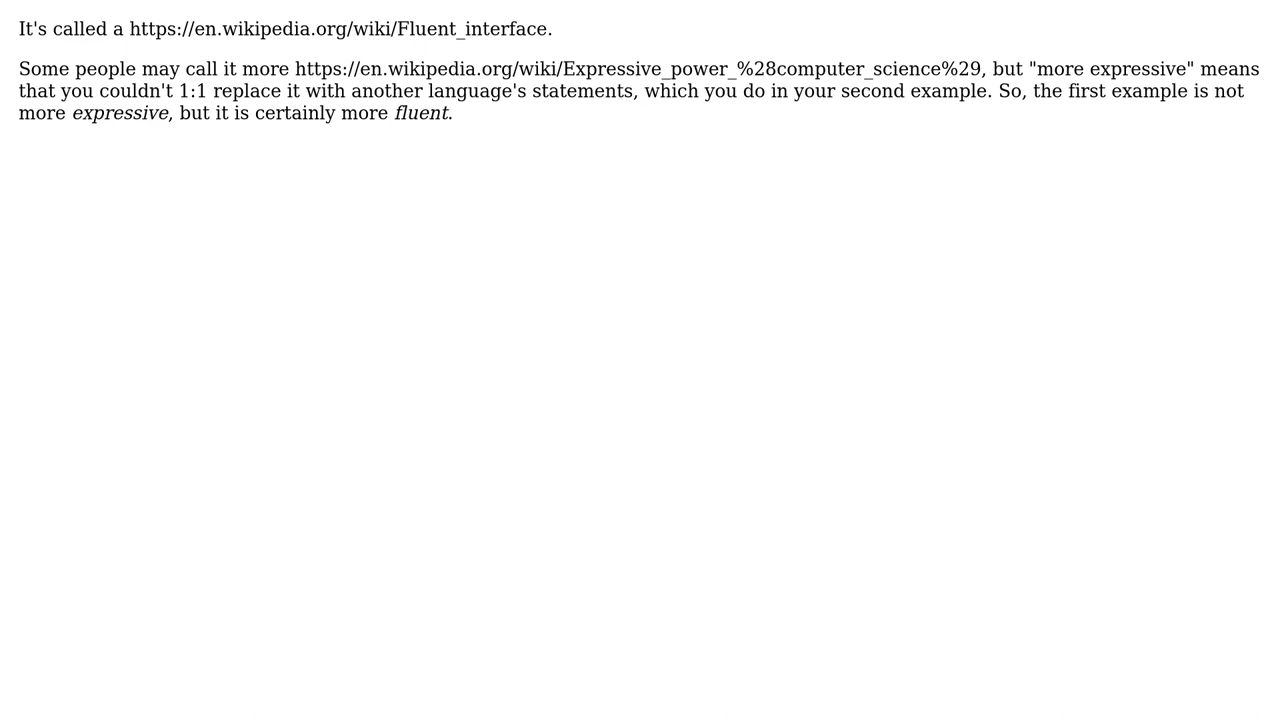 It's called a https://en.wikipedia.org/wiki/Fluent_interface.
Some people may call it more https://en.wikipedia.org/wiki/Expressive_power_%28computer_science%29, but "more expressive" means
that you couldn't 1:1 replace it with another language's statements, which you do in your second example. So, the first example is not
more expressive, but it is certainly more fluent.